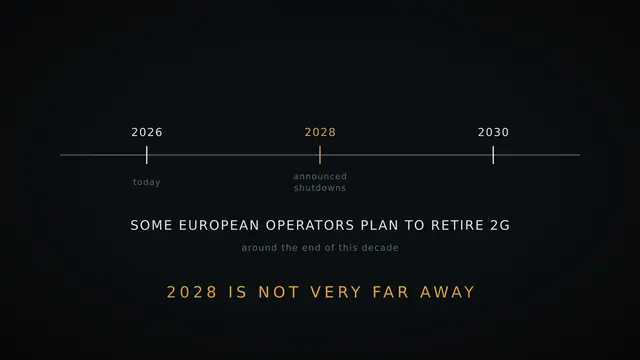 2026 2028 2030
today announced
shutdowns
SOME EUROPEAN OPERATORS PLAN TO RETIRE 2G
around the end of this decade
2028 IS NOT VERY FAR AWAY